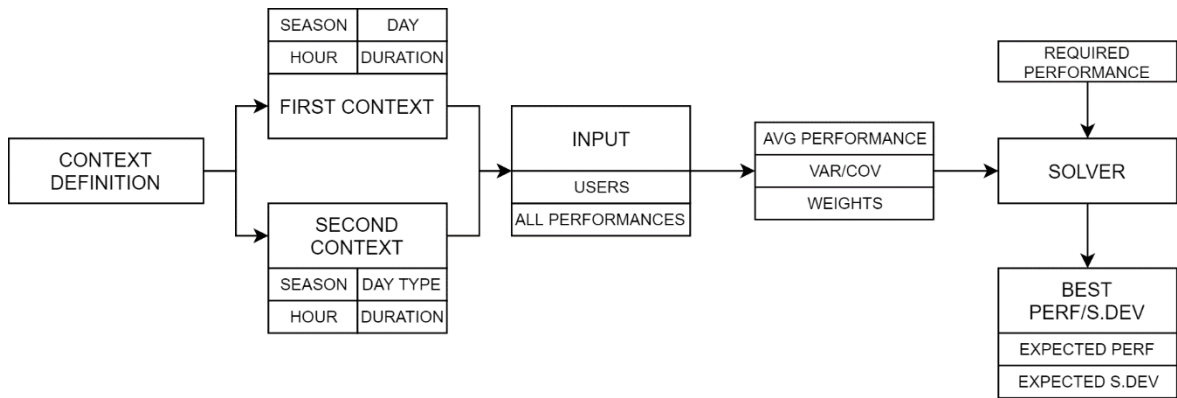 CONTEXT
DEFINITION
SEASON DAY
HOUR DURATION
FIRST CONTEXT
SECOND
CONTEXT
SEASON DAY TYPE
HOUR DURATION
INPUT
USERS
ALL PERFORMANCES
AVG PERFORMANCE
VAR/COV
WEIGHTS
REQUIRED
PERFORMANCE
SOLVER
BEST
PERF/S.DEV
EXPECTED PERF
EXPECTED S.DEV